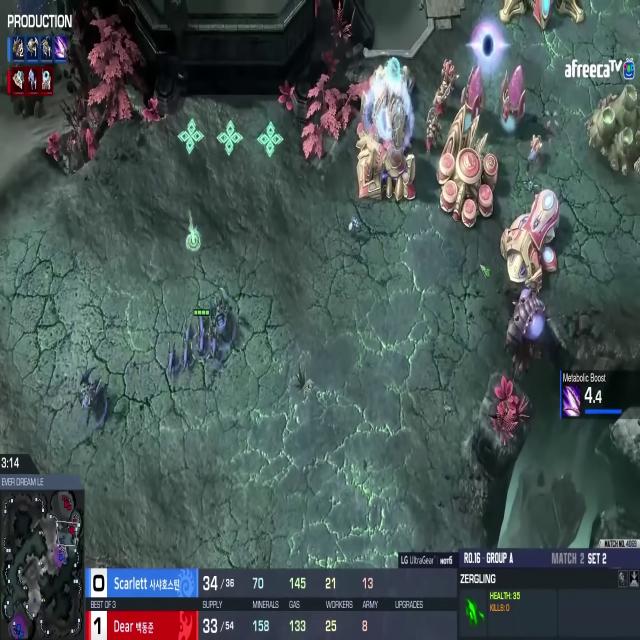 PRODUCTION
afreecaTV
Metabolic Boost
4.4
3:14
EVER DREAM LE
LG UltraGear
RO.16 - GROUP A
MATCH 2 SET 2
0 Scarlett 사샤호스틴 34 / 36 70 145 21 13
BEST OF 3 SUPPLY MINERALS GAS WORKERS ARMY UPGRADES
1 Dear 백동준 33 / 54 158 133 25 8
ZERGLING
HEALTH: 35
KILLS: 0